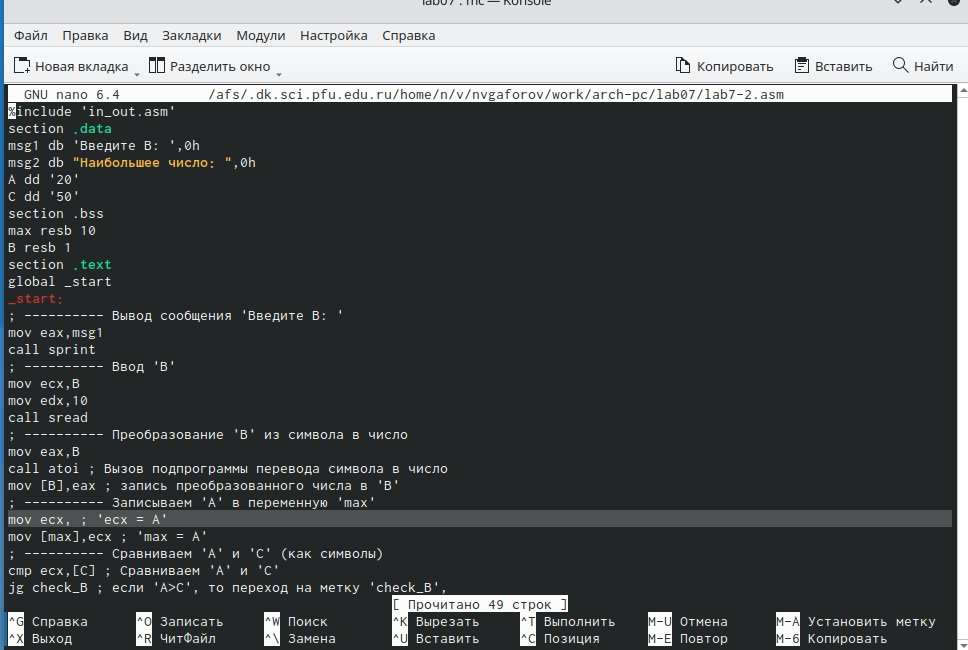 lab07 : mc — Konsole
Файл Правка Вид Закладки Модули Настройка Справка
Новая вкладка Разделить окно Копировать Вставить Найти
GNU nano 6.4 /afs/.dk.sci.pfu.edu.ru/home/n/v/nvgaforov/work/arch-pc/lab07/lab7-2.asm
%include 'in_out.asm'
section .data
msg1 db 'Введите B: ',0h
msg2 db "Наибольшее число: ",0h
A dd '20'
C dd '50'
section .bss
max resb 10
B resb 1
section .text
global _start
_start:
; ---------- Вывод сообщения 'Введите B: '
mov eax,msg1
call sprint
; ---------- Ввод 'B'
mov ecx,B
mov edx,10
call sread
; ---------- Преобразование 'B' из символа в число
mov eax,B
call atoi ; Вызов подпрограммы перевода символа в число
mov [B],eax ; запись преобразованного числа в 'B'
; ---------- Записываем 'A' в переменную 'max'
mov ecx, ; 'ecx = A'
mov [max],ecx ; 'max = A'
; ---------- Сравниваем 'A' и 'С' (как символы)
cmp ecx,[C] ; Сравниваем 'A' и 'С'
jg check_B ; если 'A>C', то переход на метку 'check_B',
[ Прочитано 49 строк ]
^G Справка ^O Записать ^W Поиск ^K Вырезать ^T Выполнить ^C Позиция M-U Отмена M-A Установить метку
^X Выход ^R ЧитФайл ^\ Замена ^U Вставить ^C Позиция M-E Повтор M-6 Копировать